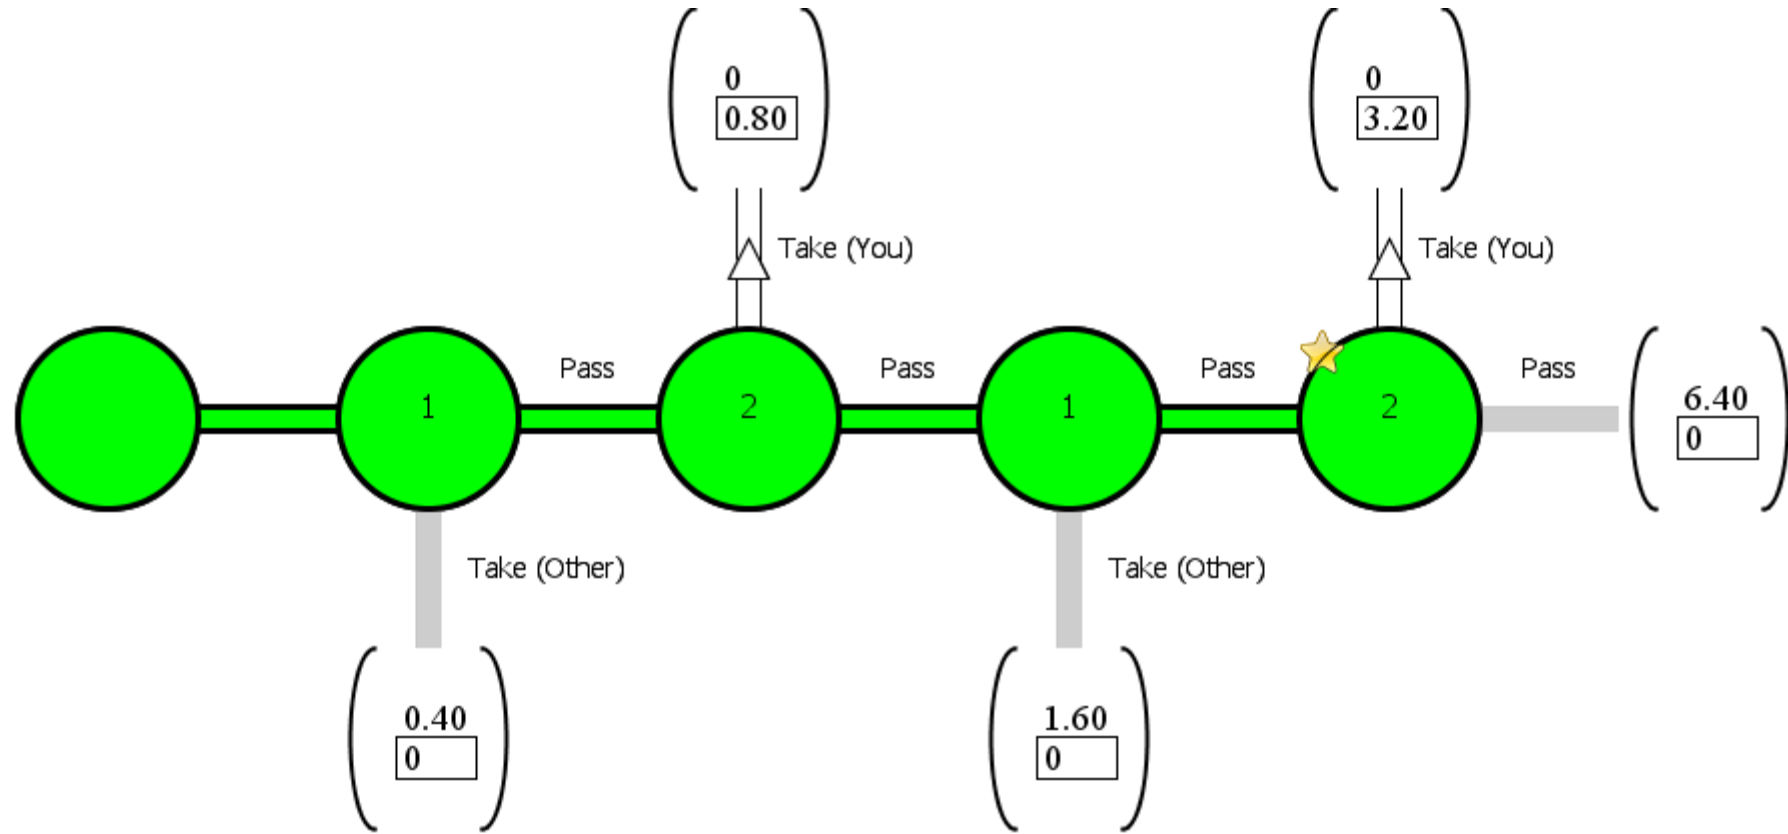 0
0.80
0
3.20
Take (You)
Take (You)
Pass
Pass
Pass
Pass
1
2
1
2
6.40
0
Take (Other)
Take (Other)
0.40
0
1.60
0